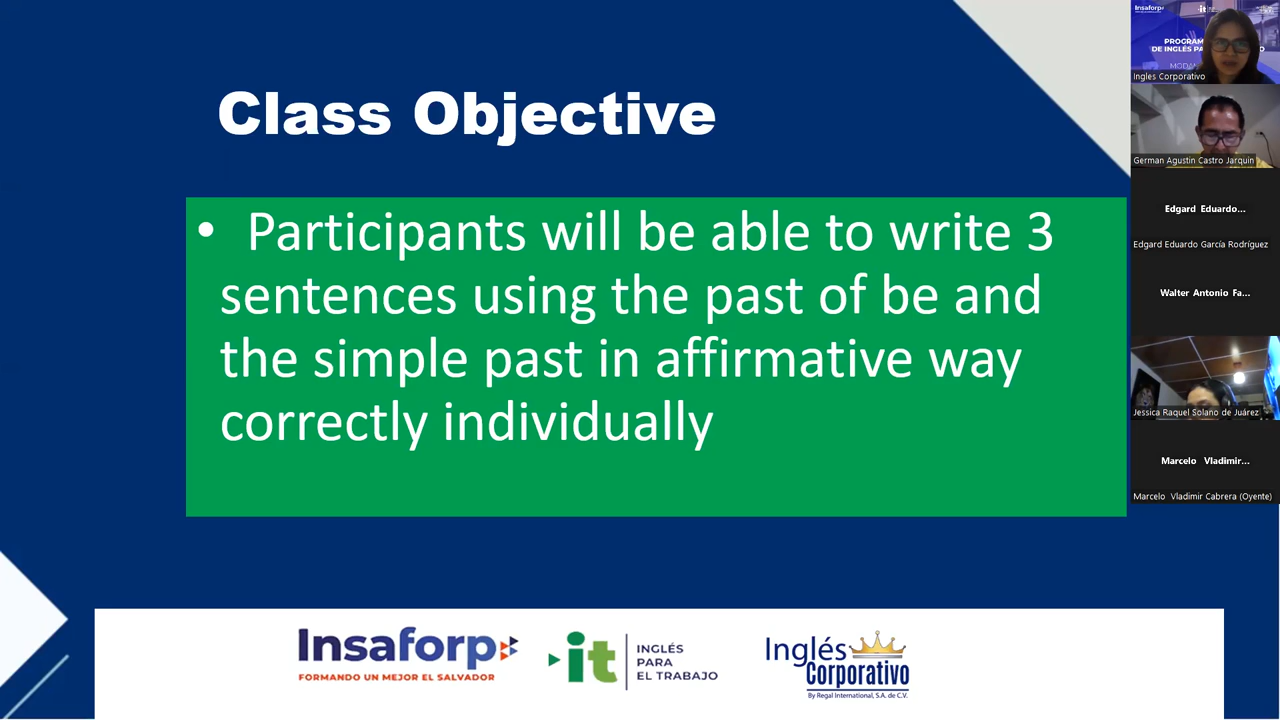 Class Objective
• Participants will be able to write 3
sentences using the past of be and
the simple past in affirmative way
correctly individually
Insaforp
FORMANDO UN MEJOR EL SALVADOR
it
INGLÉS
PARA
EL TRABAJO
Inglés
Corporativo
By Regal International, S.A. de C.V.
Insaforp
it
PROGRAM
DE INGLÉS PA
Ingles Corporativo
German Agustin Castro Jarquin
Edgard Eduardo...
Edgard Eduardo García Rodríguez
Walter Antonio Fa...
Jessica Raquel Solano de Juárez
Marcelo Vladimir...
Marcelo Vladimir Cabrera (Oyente)